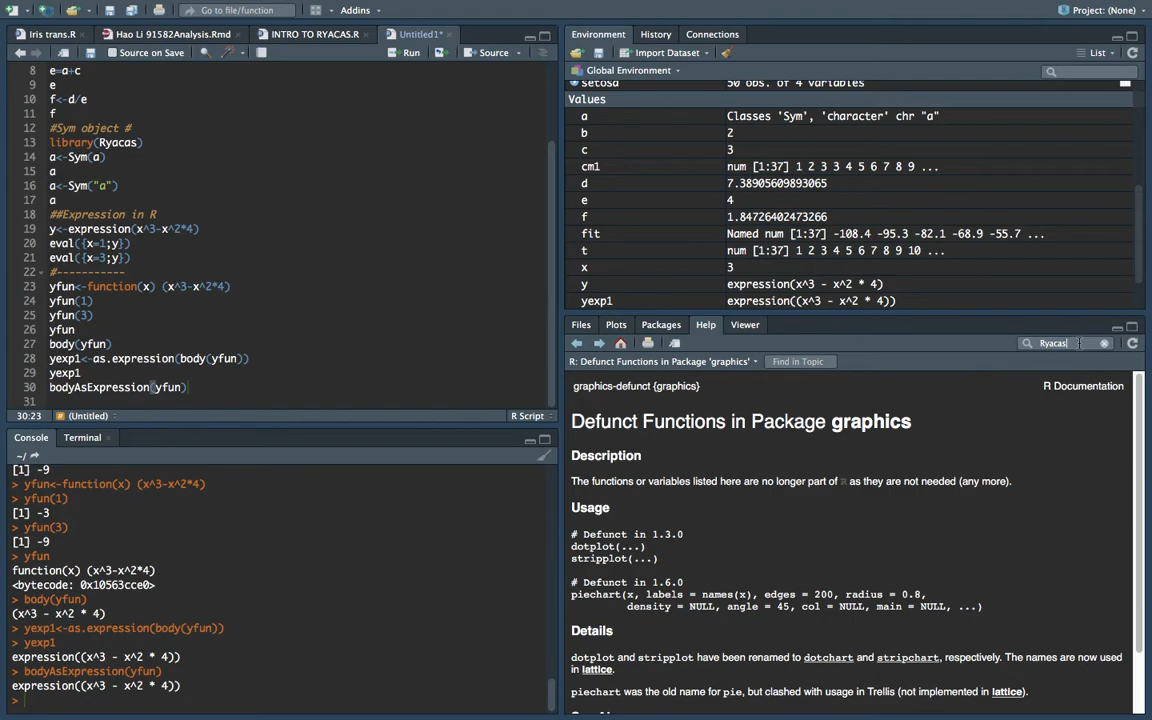 Go to file/function
Addins
Project: (None)
Iris trans.R
Hao Li 91582Analysis.Rmd
INTRO TO RYACAS.R
Untitled1*
Source on Save
Run
Source
8 e=a+c
9 e
10 f<-d/e
11 f
12 #Sym object #
13 library(Ryacas)
14 a<-Sym(a)
15 a
16 a<-Sym("a")
17 a
18 ##Expression in R
19 y<-expression(x^3-x^2*4)
20 eval({x=1;y})
21 eval({x=3;y})
22 #-----------
23 yfun<-function(x) (x^3-x^2*4)
24 yfun(1)
25 yfun(3)
26 yfun
27 body(yfun)
28 yexp1<-as.expression(body(yfun))
29 yexp1
30 bodyAsExpression(yfun)
31
30:23 (Untitled) R Script
Console Terminal
~/
[1] -9
> yfun<-function(x) (x^3-x^2*4)
> yfun(1)
[1] -3
> yfun(3)
[1] -9
> yfun
function(x) (x^3-x^2*4)
<bytecode: 0x10563cce0>
> body(yfun)
(x^3 - x^2 * 4)
> yexp1<-as.expression(body(yfun))
> yexp1
expression((x^3 - x^2 * 4))
> bodyAsExpression(yfun)
expression((x^3 - x^2 * 4))
>
Environment History Connections
Import Dataset List
Global Environment
setosa 50 obs. of 4 variables
Values
a Classes 'Sym', 'character' chr "a"
b 2
c 3
cm1 num [1:37] 1 2 3 3 4 5 6 7 8 9 ...
d 7.38905609893065
e 4
f 1.84726402473266
fit Named num [1:37] -108.4 -95.3 -82.1 -68.9 -55.7 ...
t num [1:37] 1 2 3 4 5 6 7 8 9 10 ...
x 3
y expression(x^3 - x^2 * 4)
yexp1 expression((x^3 - x^2 * 4))
Files Plots Packages Help Viewer
Ryacas
R: Defunct Functions in Package 'graphics' Find in Topic
graphics-defunct {graphics} R Documentation
Defunct Functions in Package graphics
Description
The functions or variables listed here are no longer part of R as they are not needed (any more).
Usage
# Defunct in 1.3.0
dotplot(...)
stripplot(...)
# Defunct in 1.6.0
piechart(x, labels = names(x), edges = 200, radius = 0.8,
density = NULL, angle = 45, col = NULL, main = NULL, ...)
Details
dotplot and stripplot have been renamed to dotchart and stripchart, respectively. The names are now used
in lattice.
piechart was the old name for pie, but clashed with usage in Trellis (not implemented in lattice).